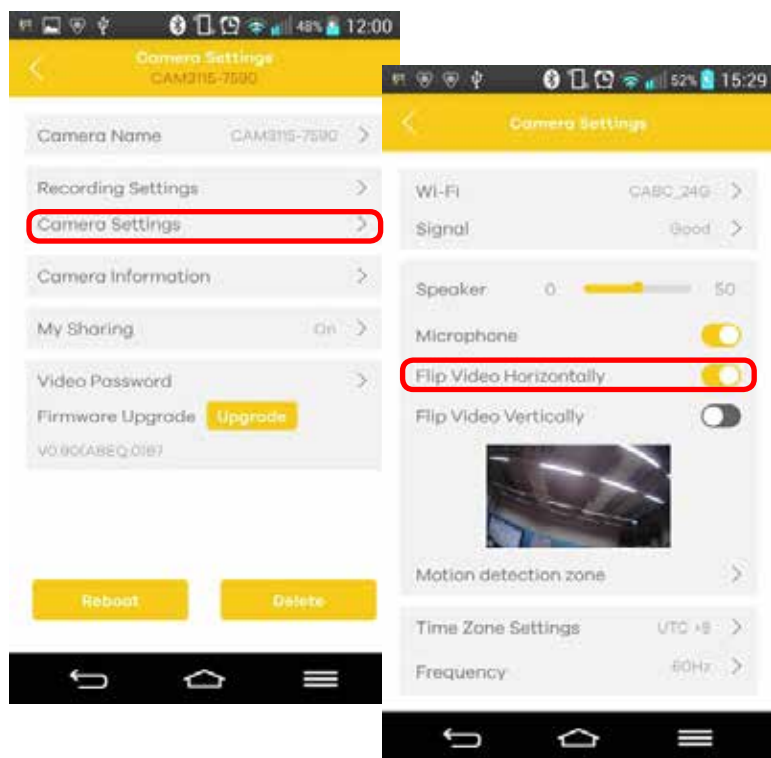 48% 12:00
Camera Settings
CAM3115-7590
Camera Name CAM3115-7590
Recording Settings
Camera Settings
Camera Information
My Sharing On
Video Password
Firmware Upgrade Upgrade
V0.90(ABEQ.0)B7
Reboot Delete
52% 15:29
Camera Settings
Wi-Fi CABC_24G
Signal Good
Speaker 0 50
Microphone
Flip Video Horizontally
Flip Video Vertically
Motion detection zone
Time Zone Settings UTC +8
Frequency 60Hz